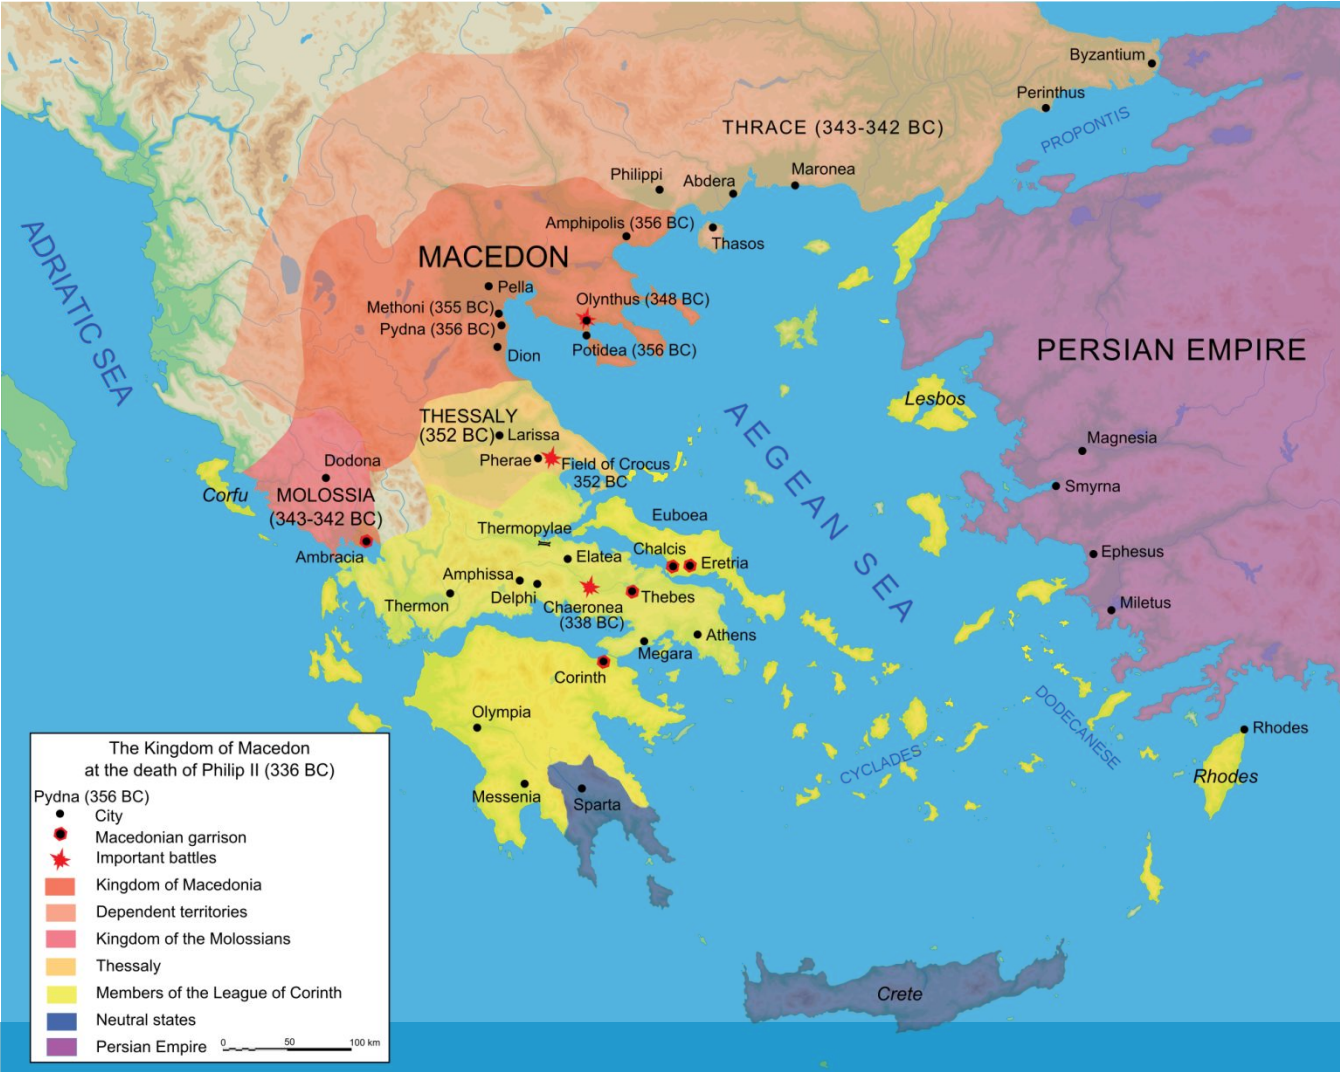 Byzantium
Perinthus
PROPONTIS
THRACE (343-342 BC)
Philippi
Abdera
Maronea
Amphipolis (356 BC)
Thasos
ADRIATIC SEA
MACEDON
Pella
Methoni (355 BC)
Olynthus (348 BC)
Pydna (356 BC)
Dion
Potidea (356 BC)
PERSIAN EMPIRE
Lesbos
AEGEAN SEA
THESSALY
(352 BC)
Larissa
Magnesia
Dodona
Pherae
Field of Crocus
352 BC
Smyrna
Corfu
MOLOSSIA
(343-342 BC)
Euboea
Thermopylae
Ambracia
Elatea
Chalcis
Eretria
Ephesus
Amphissa
Delphi
Thermon
Chaeronea
(338 BC)
Thebes
Miletus
Athens
Megara
Corinth
Olympia
DODECANESE
Rhodes
CYCLADES
Rhodes
Messenia
Sparta
Crete
The Kingdom of Macedon
at the death of Philip II (336 BC)
Pydna (356 BC)
City
Macedonian garrison
Important battles
Kingdom of Macedonia
Dependent territories
Kingdom of the Molossians
Thessaly
Members of the League of Corinth
Neutral states
Persian Empire
0 50 100 km